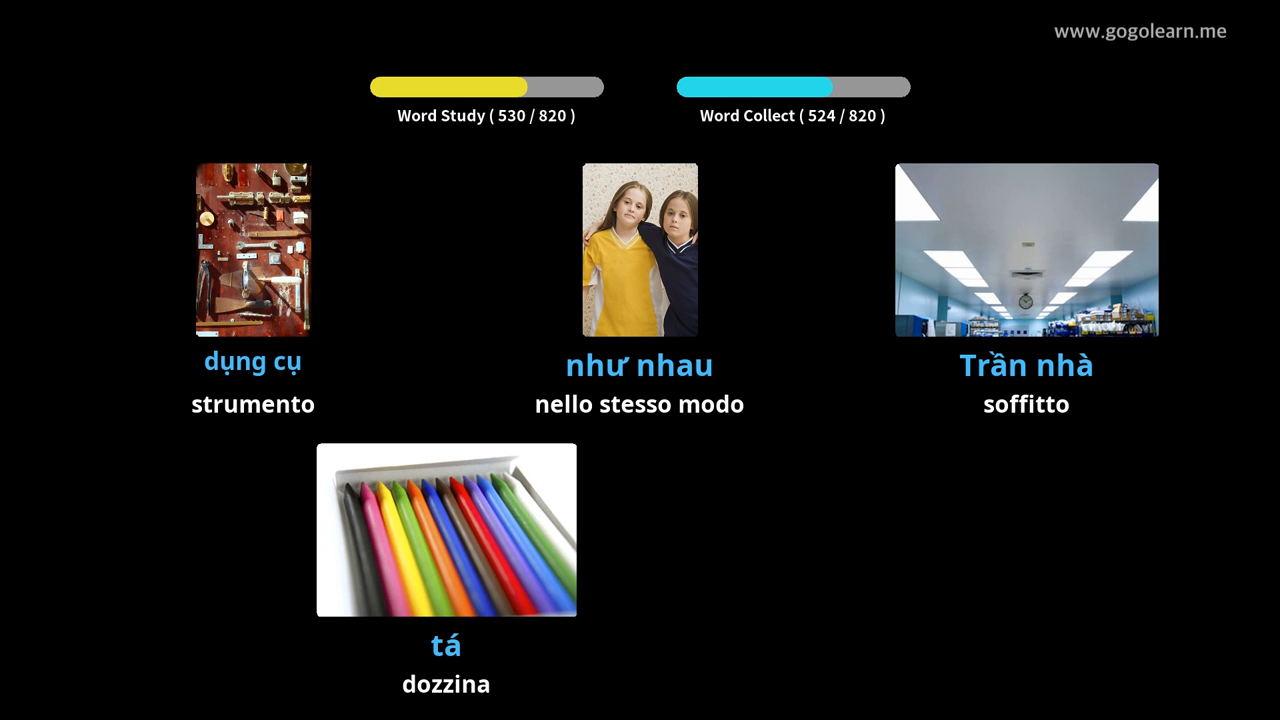 www.gogolearn.me
Word Study ( 530 / 820 )
Word Collect ( 524 / 820 )
dụng cụ
strumento
như nhau
nello stesso modo
Trần nhà
soffitto
tá
dozzina